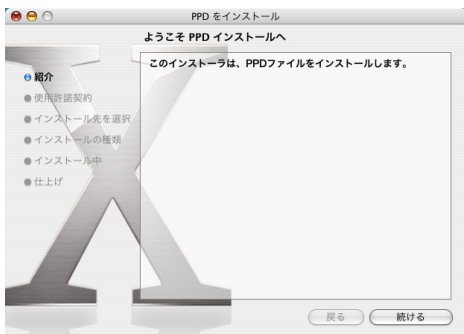 PPD をインストール
ようこそ PPD インストールへ
紹介
使用許諾契約
インストール先を選択
インストールの種類
インストール中
仕上げ
このインストーラは、PPDファイルをインストールします。
戻る
続ける